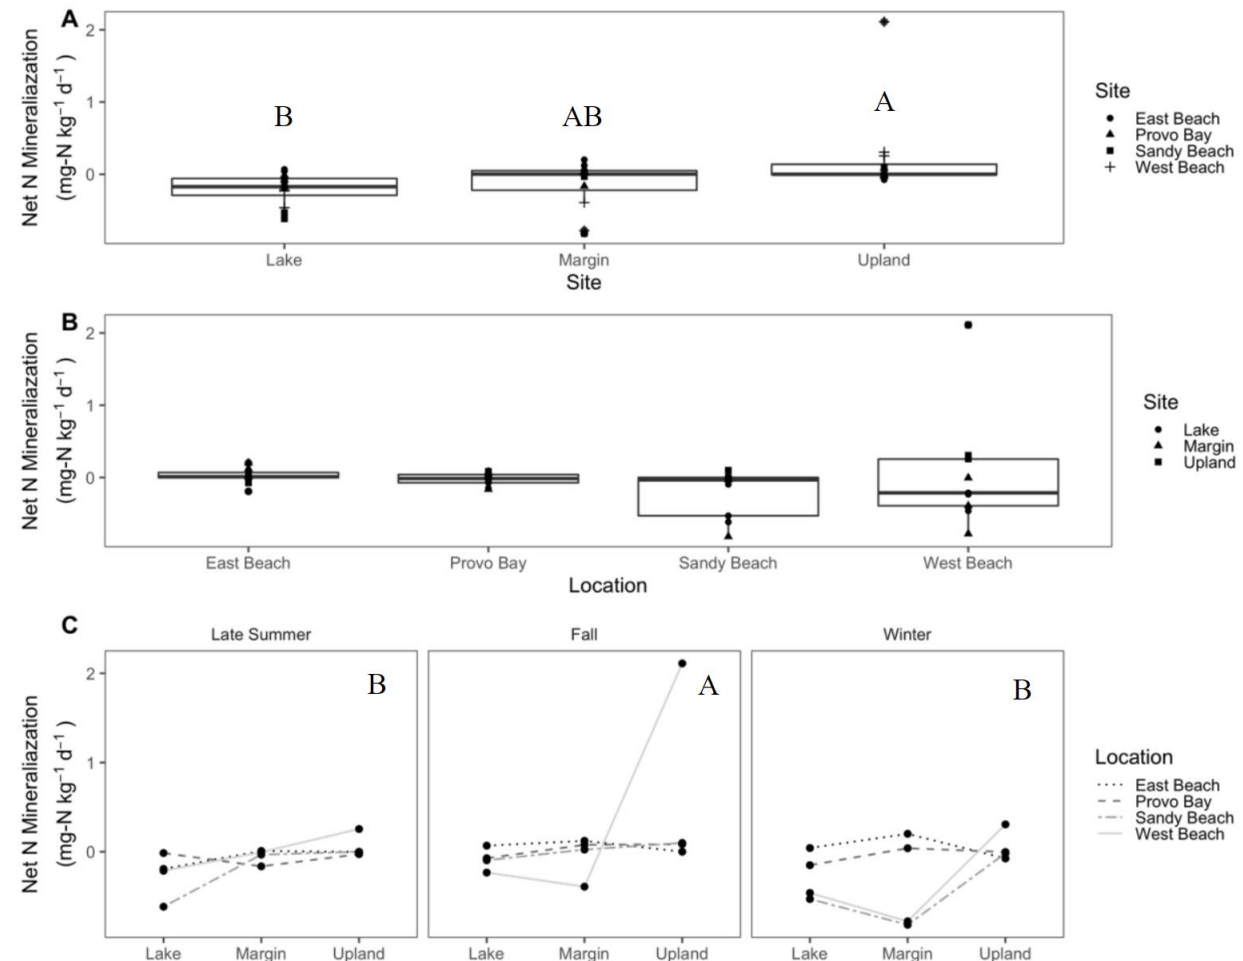 A
Net N Mineraliazation
(mg-N kg⁻¹ d⁻¹ )
2
1
0
B
AB
A
Lake
Margin
Upland
Site
Site
East Beach
Provo Bay
Sandy Beach
West Beach
B
Net N Mineraliazation
(mg-N kg⁻¹ d⁻¹ )
2
1
0
East Beach
Provo Bay
Sandy Beach
West Beach
Location
Site
Lake
Margin
Upland
C
Late Summer
Fall
Winter
Net N Mineraliazation
(mg-N kg⁻¹ d⁻¹ )
2
1
0
B
A
B
Lake
Margin
Upland
Lake
Margin
Upland
Lake
Margin
Upland
Location
East Beach
Provo Bay
Sandy Beach
West Beach